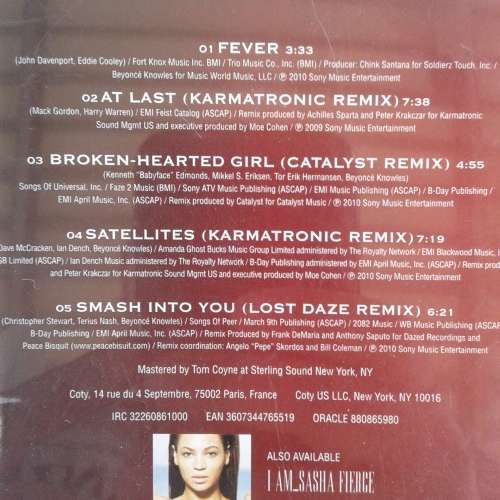 01 FEVER 3:33
(John Davenport, Eddie Cooley) / Fort Knox Music Inc. BMI / Trio Music Co., Inc. (BMI) / Producer: Chink Santana for Soldierz Touch, Inc. /
Beyoncé Knowles for Music World Music, LLC / ℗ 2010 Sony Music Entertainment
02 AT LAST (KARMATRONIC REMIX) 7:38
(Mack Gordon, Harry Warren) / EMI Feist Catalog (ASCAP) / Remix produced by Achilles Sparta and Peter Krakczar for Karmatronic
Sound Mgmt US and executive produced by Moe Cohen / ℗ 2009 Sony Music Entertainment
03 BROKEN-HEARTED GIRL (CATALYST REMIX) 4:55
(Kenneth "Babyface" Edmonds, Mikkel S. Eriksen, Tor Erik Hermansen, Beyoncé Knowles)
Songs Of Universal, Inc. / Faze 2 Music (BMI) / Sony ATV Music Publishing (ASCAP) / EMI Music Publishing (ASCAP) / B-Day Publishing /
EMI April Music, Inc. (ASCAP) / Remix produced by Catalyst for Catalyst Music / ℗ 2010 Sony Music Entertainment
04 SATELLITES (KARMATRONIC REMIX) 7:19
Dave McCracken, Ian Dench, Beyoncé Knowles) / Amanda Ghost Bucks Music Group Limited administered by The Royalty Network / EMI Blackwood Music, I
GB Limited (ASCAP) / Ian Dench Music administered by The Royalty Network / B-Day Publishing administered by EMI April Music, Inc. (ASCAP) / Remix produ
and Peter Krakczar for Karmatronic Sound Mgmt US and executive produced by Moe Cohen / ℗ 2010 Sony Music Entertainment
05 SMASH INTO YOU (LOST DAZE REMIX) 6:21
(Christopher Stewart, Terius Nash, Beyoncé Knowles) / Songs Of Peer / March 9th Publishing (ASCAP) / 2082 Music / WB Music Publishing (ASCAP)
B-Day Publishing / EMI April Music, Inc. (ASCAP) / Remix Produced by Frank DeMaria and Anthony Saputo for Dazed Recordings and
Peace Bisquit (www.peacebisquit.com) / Remix coordination: Angelo "Pepe" Skordos and Bill Coleman / ℗ 2010 Sony Music Entertainment
Mastered by Tom Coyne at Sterling Sound New York, NY
Coty, 14 rue du 4 Septembre, 75002 Paris, France Coty US LLC, New York, NY 10016
IRC 32260861000 EAN 3607344765519 ORACLE 880865980
ALSO AVAILABLE
I AM_SASHA FIERCE